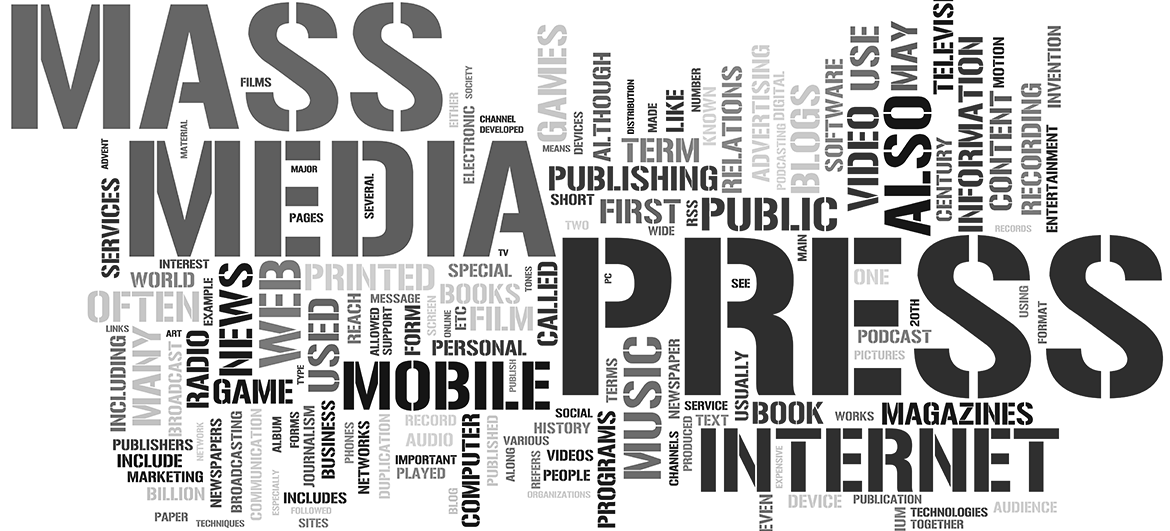 MASS
FILMS
MATERIAL
ADVENT
MEDIA
MAJOR
PAGES
SEVERAL
TV
EITHER
SOCIETY
ELECTRONIC
CHANNEL
DEVELOPED
GAMES
MEANS
DEVICES
ALTHOUGH
DISTRIBUTION
MADE
LIKE
NUMBER
KNOWN
TERM
RELATIONS
ADVERTISING
PODCASTING
DIGITAL
BLOGS
SOFTWARE
VIDEO
USE
ALSO
MAY
CENTURY
INFORMATION
CONTENT
MOTION
RECORDING
INVENTION
ENTERTAINMENT
RECORDS
PUBLISHING
SHORT
FIRST
TWO
WIDE
RSS
PUBLIC
MAIN
SERVICES
INTEREST
WORLD
OFTEN
EXAMPLE
NEWS
WEB
PRINTED
SPECIAL
TONES
CALLED
BOOKS
MESSAGE
REACH
ALLOWED
SUPPORT
FORM
SCREEN
ONLINE
ETC
FILM
USED
PERSONAL
PRESS
PC
SEE
ONE
PODCAST
20TH
PICTURES
USING
FORMAT
LINKS
ART
INCLUDING
MANY
BROADCAST
RADIO
GAME
TYPE
MOBILE
PUBLISH
TERMS
MUSIC
NEWSPAPER
USUALLY
SERVICE
TEXT
BOOK
WORKS
MAGAZINES
INTERNET
PUBLISHERS
INCLUDE
MARKETING
BILLION
PAPER
NETWORK
NEWSPAPERS
TECHNIQUES
BROADCASTING
COMMUNICATION
ESPECIALLY
ALBUM
FORMS
JOURNALISM
BUSINESS
INCLUDES
FOLLOWED
SITES
PHONES
NETWORKS
DUPLICATION
RECORD
AUDIO
IMPORTANT
PLAYED
BLOG
COMPUTER
PUBLISHED
ALONG
VARIOUS
REFERS
SOCIAL
HISTORY
VIDEOS
PEOPLE
ORGANIZATIONS
PROGRAMS
CHANNELS
PRODUCED
EVEN
EXPENSIVE
DEVICE
PUBLICATION
TECHNOLOGIES
TOGETHER
AUDIENCE